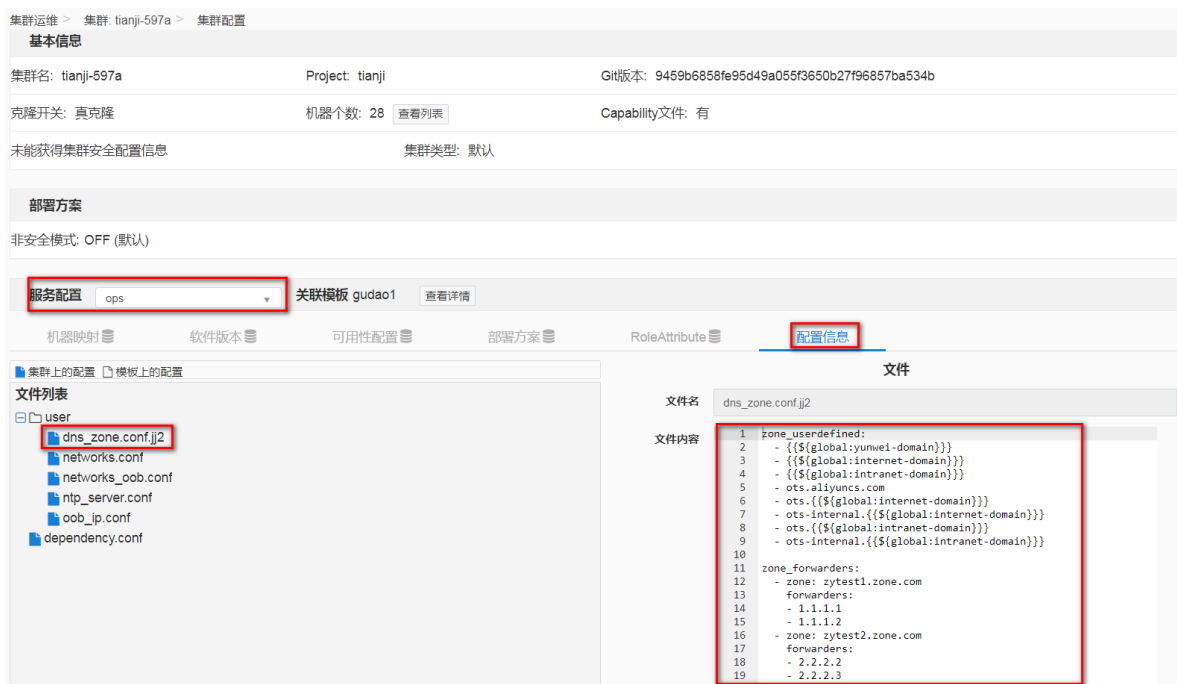 集群运维 > 集群: tianji-597a > 集群配置
基本信息
集群名: tianji-597a Project: tianji Git版本: 9459b6858fe95d49a055f3650b27f96857ba534b
克隆开关: 真克隆 机器个数: 28 查看列表 Capability文件: 有
未能获得集群安全配置信息 集群类型: 默认
部署方案
非安全模式: OFF (默认)
服务配置 ops 关联模板 gudao1 查看详情
机器映射 软件版本 可用性配置 部署方案 RoleAttribute 配置信息
集群上的配置 模板上的配置
文件列表
user
dns_zone.conf.jj2
networks.conf
networks_oob.conf
ntp_server.conf
oob_ip.conf
dependency.conf
文件
文件名 dns_zone.conf.jj2
文件内容
1 zone_userdefined:
2 - {{${global:yunwei-domain}}}
3 - {{${global:internet-domain}}}
4 - {{${global:intranet-domain}}}
5 - ots.aliyuncs.com
6 - ots.{{${global:internet-domain}}}
7 - ots-internal.{{${global:internet-domain}}}
8 - ots.{{${global:intranet-domain}}}
9 - ots-internal.{{${global:intranet-domain}}}
10
11 zone_forwarders:
12 - zone: zytest1.zone.com
13 forwarders:
14 - 1.1.1.1
15 - 1.1.1.2
16 - zone: zytest2.zone.com
17 forwarders:
18 - 2.2.2.2
19 - 2.2.2.3